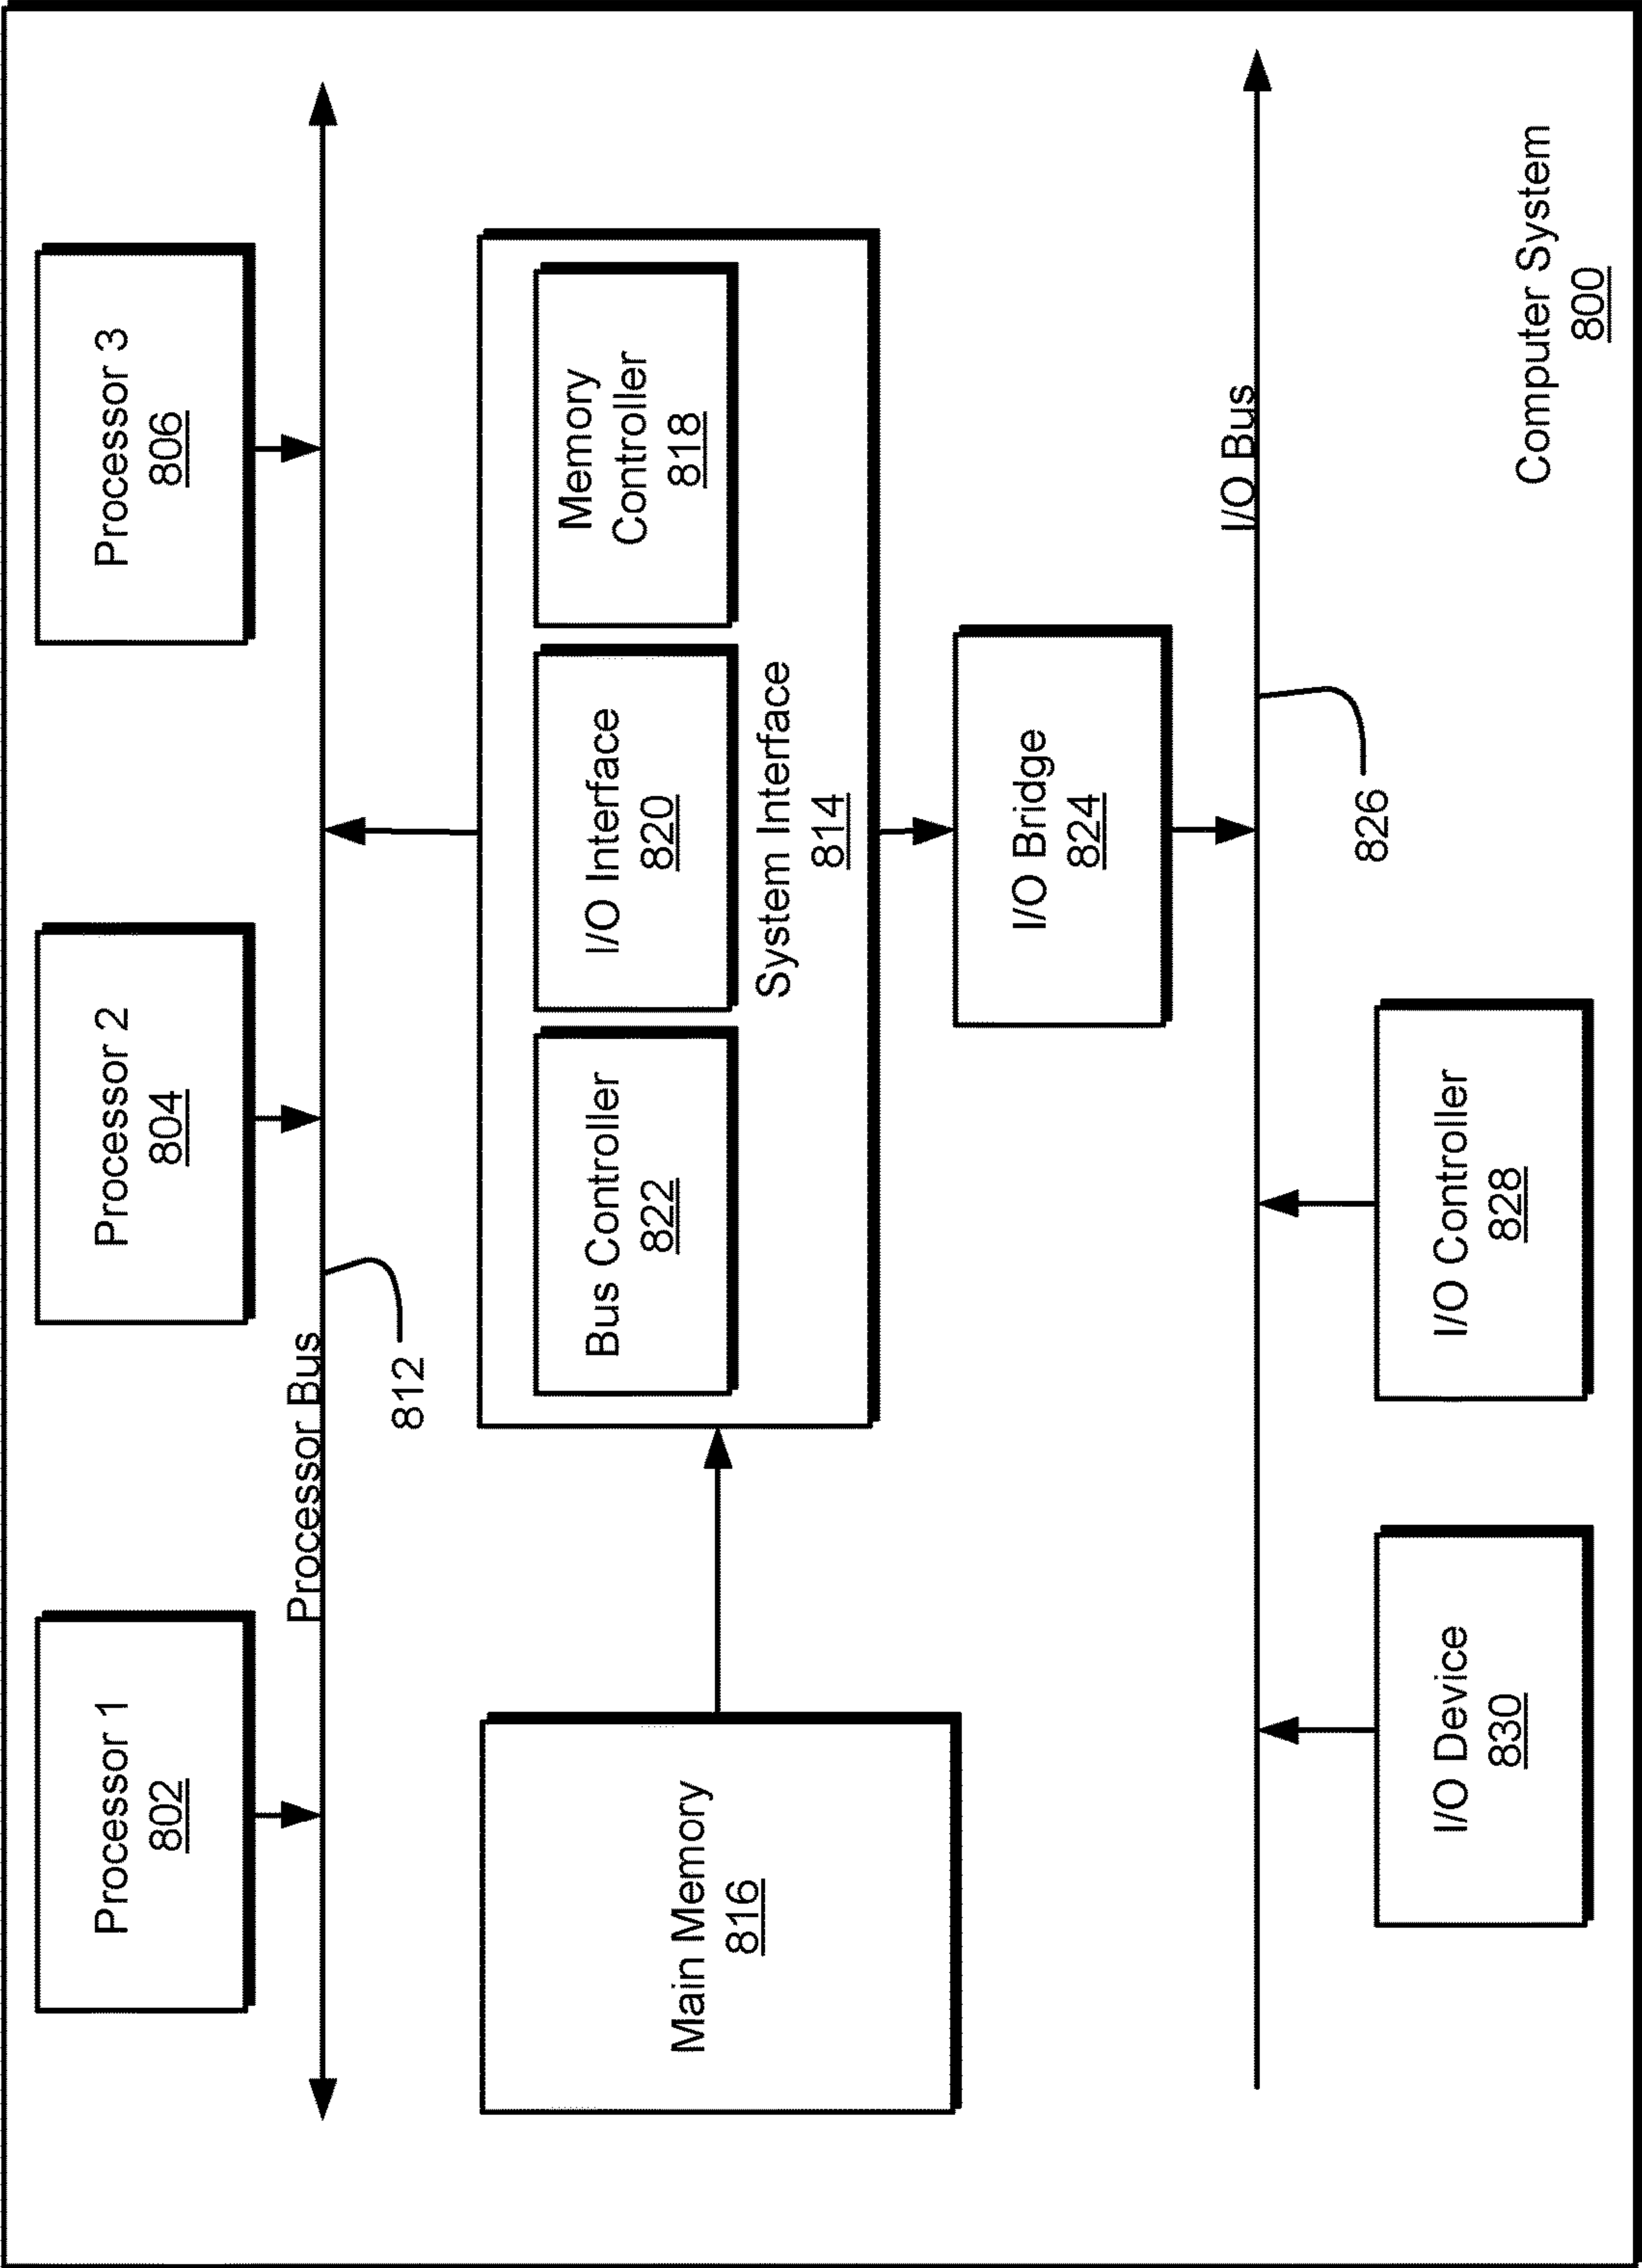 Processor 1
802
Processor 2
804
Processor 3
806
Processor Bus
812
Main Memory
816
Bus Controller
822
I/O Interface
820
Memory
Controller
818
System Interface
814
I/O Bridge
824
I/O Bus
826
I/O Device
830
I/O Controller
828
Computer System
800